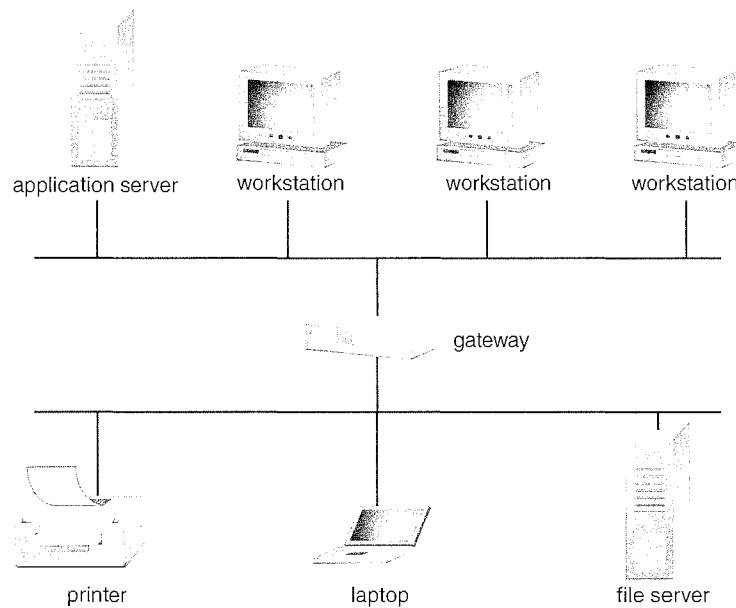 application server
workstation
workstation
workstation
gateway
printer
laptop
file server